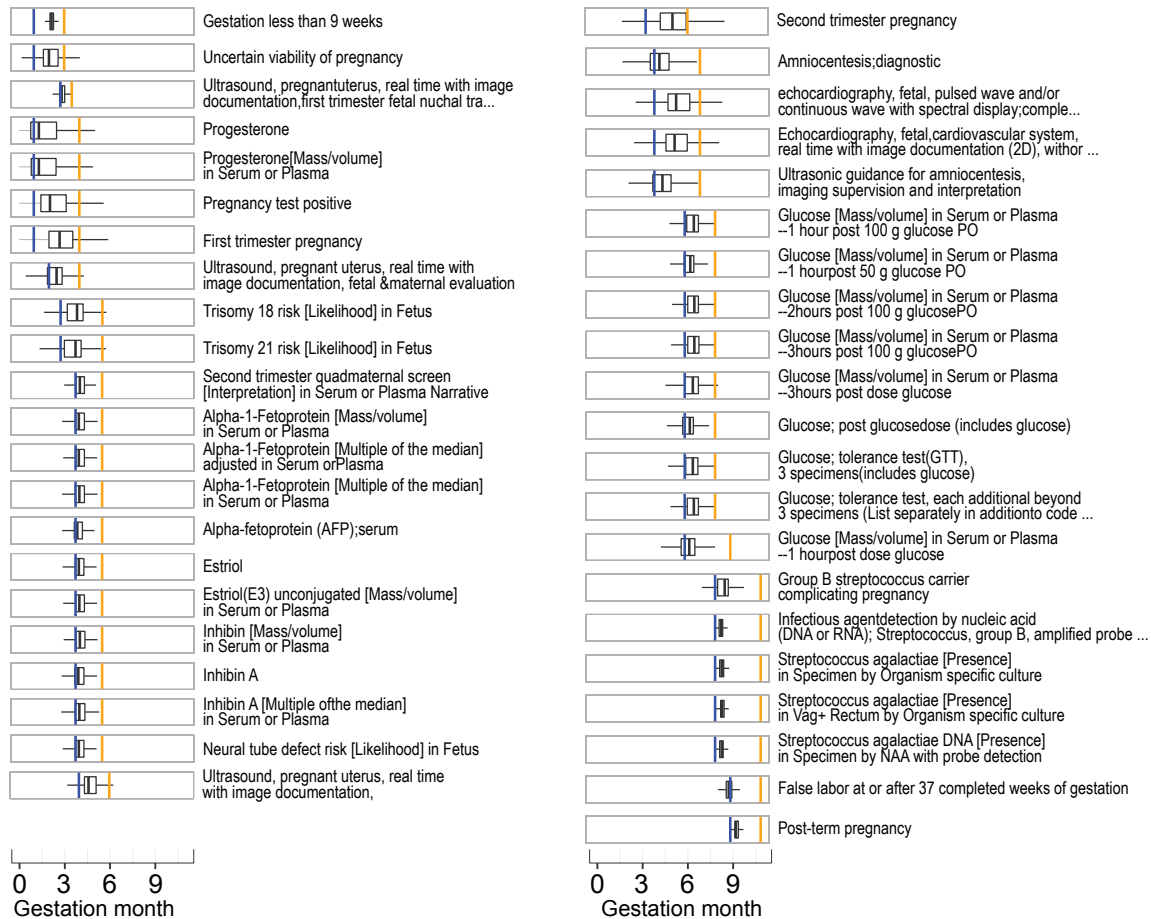 Gestation less than 9 weeks
Uncertain viability of pregnancy
Ultrasound, pregnantuterus, real time with image
documentation,first trimester fetal nuchal tra...
Progesterone
Progesterone[Mass/volume]
in Serum or Plasma
Pregnancy test positive
First trimester pregnancy
Ultrasound, pregnant uterus, real time with
image documentation, fetal &maternal evaluation
Trisomy 18 risk [Likelihood] in Fetus
Trisomy 21 risk [Likelihood] in Fetus
Second trimester quadmaternal screen
[Interpretation] in Serum or Plasma Narrative
Alpha-1-Fetoprotein [Mass/volume]
in Serum or Plasma
Alpha-1-Fetoprotein [Multiple of the median]
adjusted in Serum orPlasma
Alpha-1-Fetoprotein [Multiple of the median]
in Serum or Plasma
Alpha-fetoprotein (AFP);serum
Estriol
Estriol(E3) unconjugated [Mass/volume]
in Serum or Plasma
Inhibin [Mass/volume]
in Serum or Plasma
Inhibin A
Inhibin A [Multiple ofthe median]
in Serum or Plasma
Neural tube defect risk [Likelihood] in Fetus
Ultrasound, pregnant uterus, real time
with image documentation,
0 3 6 9
Gestation month
Second trimester pregnancy
Amniocentesis;diagnostic
echocardiography, fetal, pulsed wave and/or
continuous wave with spectral display;comple...
Echocardiography, fetal,cardiovascular system,
real time with image documentation (2D), withor ...
Ultrasonic guidance for amniocentesis,
imaging supervision and interpretation
Glucose [Mass/volume] in Serum or Plasma
--1 hour post 100 g glucose PO
Glucose [Mass/volume] in Serum or Plasma
--1 hourpost 50 g glucose PO
Glucose [Mass/volume] in Serum or Plasma
--2hours post 100 g glucosePO
Glucose [Mass/volume] in Serum or Plasma
--3hours post 100 g glucosePO
Glucose [Mass/volume] in Serum or Plasma
--3hours post dose glucose
Glucose; post glucosedose (includes glucose)
Glucose; tolerance test(GTT),
3 specimens(includes glucose)
Glucose; tolerance test, each additional beyond
3 specimens (List separately in additionto code ...
Glucose [Mass/volume] in Serum or Plasma
--1 hourpost dose glucose
Group B streptococcus carrier
complicating pregnancy
Infectious agentdetection by nucleic acid
(DNA or RNA); Streptococcus, group B, amplified probe ...
Streptococcus agalactiae [Presence]
in Specimen by Organism specific culture
Streptococcus agalactiae [Presence]
in Vag+ Rectum by Organism specific culture
Streptococcus agalactiae DNA [Presence]
in Specimen by NAA with probe detection
False labor at or after 37 completed weeks of gestation
Post-term pregnancy
0 3 6 9
Gestation month